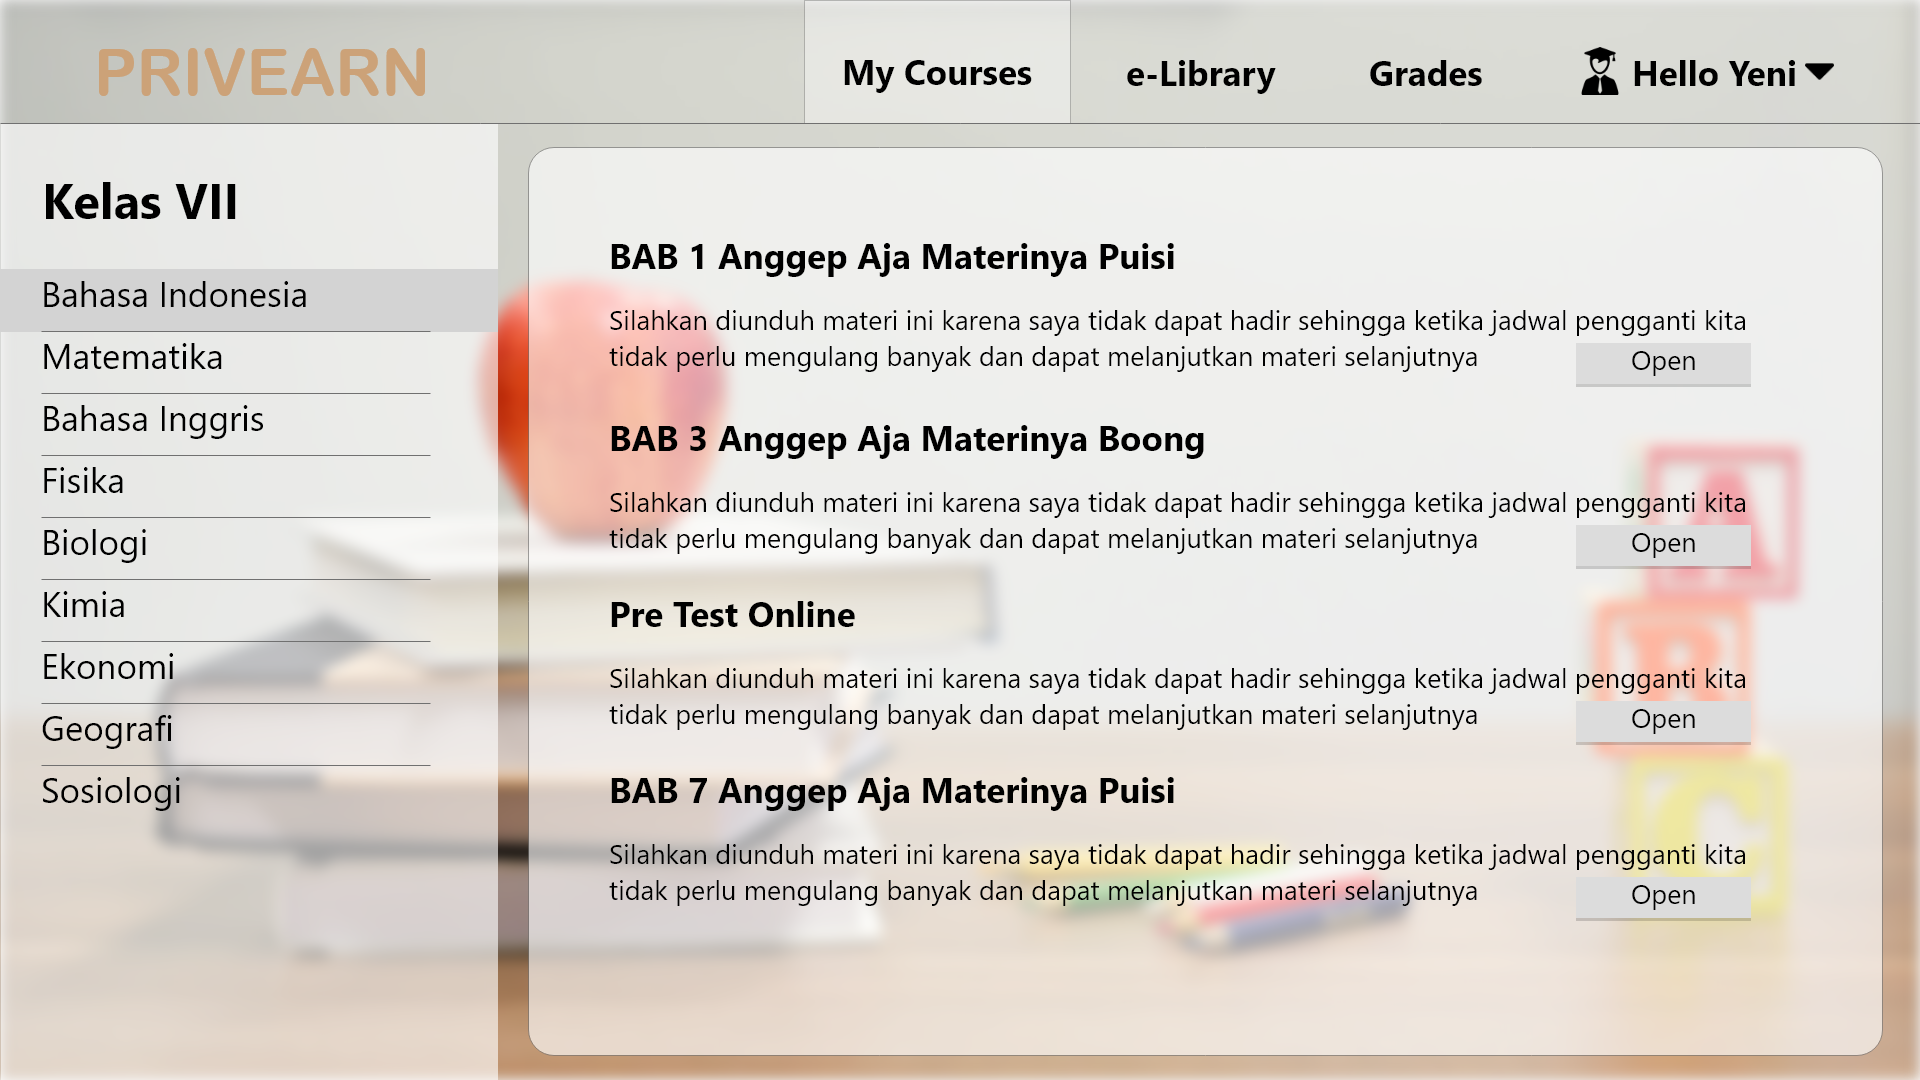 PRIVEARN
My Courses
e-Library
Grades
Hello Yeni
Kelas VII
Bahasa Indonesia
Matematika
Bahasa Inggris
Fisika
Biologi
Kimia
Ekonomi
Geografi
Sosiologi
BAB 1 Anggep Aja Materinya Puisi
Silahkan diunduh materi ini karena saya tidak dapat hadir sehingga ketika jadwal pengganti kita
tidak perlu mengulang banyak dan dapat melanjutkan materi selanjutnya
Open
BAB 3 Anggep Aja Materinya Boong
Silahkan diunduh materi ini karena saya tidak dapat hadir sehingga ketika jadwal pengganti kita
tidak perlu mengulang banyak dan dapat melanjutkan materi selanjutnya
Open
Pre Test Online
Silahkan diunduh materi ini karena saya tidak dapat hadir sehingga ketika jadwal pengganti kita
tidak perlu mengulang banyak dan dapat melanjutkan materi selanjutnya
Open
BAB 7 Anggep Aja Materinya Puisi
Silahkan diunduh materi ini karena saya tidak dapat hadir sehingga ketika jadwal pengganti kita
tidak perlu mengulang banyak dan dapat melanjutkan materi selanjutnya
Open
A
B
C